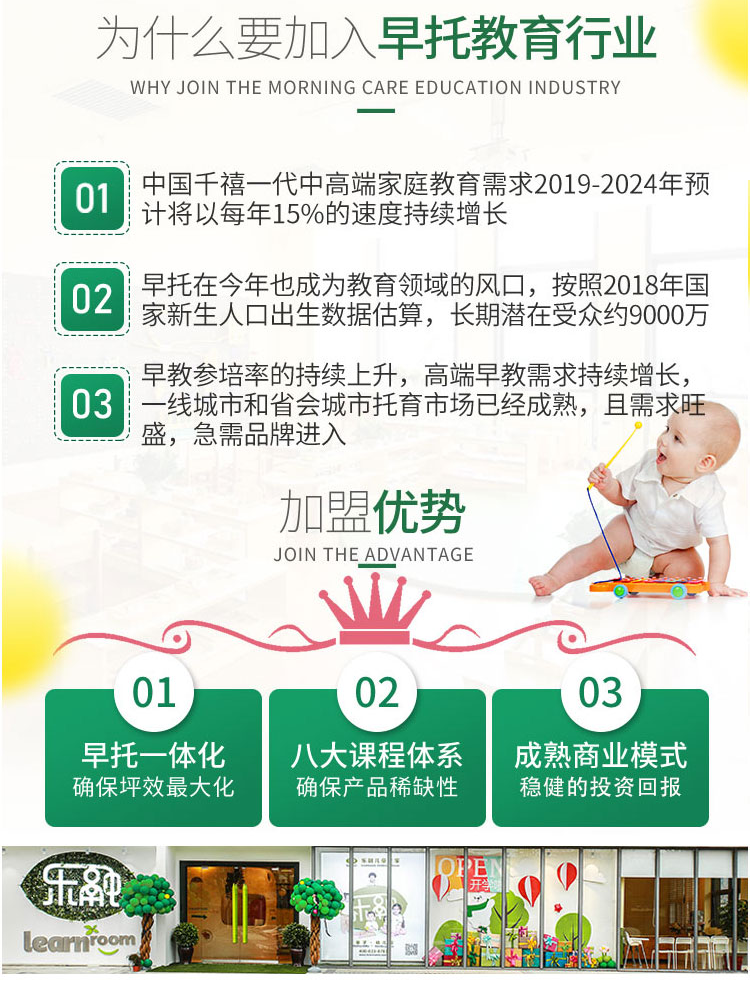 为什么要加入早托教育行业
WHY JOIN THE MORNING CARE EDUCATION INDUSTRY
01
中国千禧一代中高端家庭教育需求2019-2024年预
计将以每年15%的速度持续增长
02
早托在今年也成为教育领域的风口，按照2018年国
家新生人口出生数据估算，长期潜在受众约9000万
03
早教参培率的持续上升，高端早教需求持续增长，
一线城市和省会城市托育市场已经成熟，且需求旺
盛，急需品牌进入
加盟优势
JOIN THE ADVANTAGE
01
早托一体化
确保坪效最大化
02
八大课程体系
确保产品稀缺性
03
成熟商业模式
稳健的投资回报
乐融
learnroom
OPEN
开学